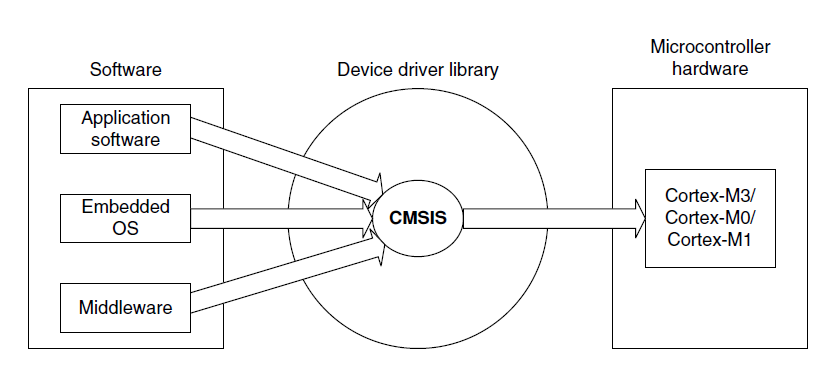 Software
Device driver library
Microcontroller
hardware
Application
software
Embedded
OS
Middleware
CMSIS
Cortex-M3/
Cortex-M0/
Cortex-M1